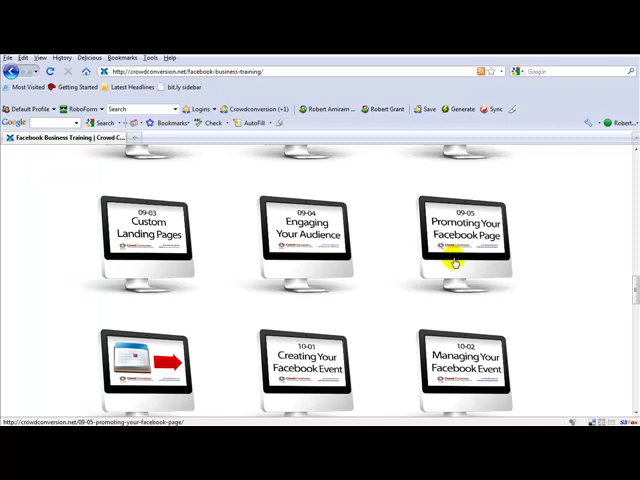 File Edit View History Delicious Bookmarks Tools Help
http://crowdconversion.net/facebook-business-training/
Google
Most Visited Getting Started Latest Headlines bit.ly sidebar
Default Profile RoboForm Search Logins Crowdconversion (+1) Robert Amiram ... Robert Grant Save Generate Sync
Google Search Bookmarks Check AutoFill Robert...
Facebook Business Training | Crowd C...
09-03
Custom
Landing Pages
09-04
Engaging
Your Audience
09-05
Promoting Your
Facebook Page
10-01
Creating Your
Facebook Event
10-02
Managing Your
Facebook Event
http://crowdconversion.net/09-05-promoting-your-facebook-page/